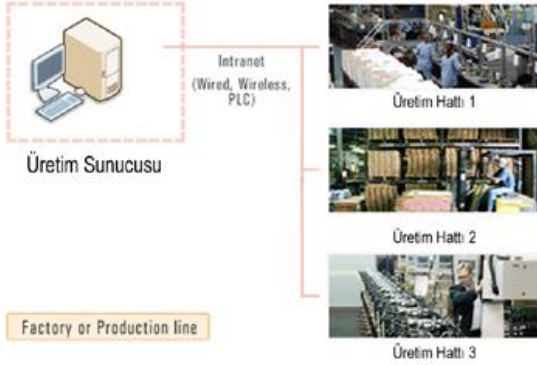 Intranet
(Wired, Wireless,
PLC)
Üretim Hattı 1
Üretim Sunucusu
Üretim Hattı 2
Factory or Production line
Üretim Hattı 3